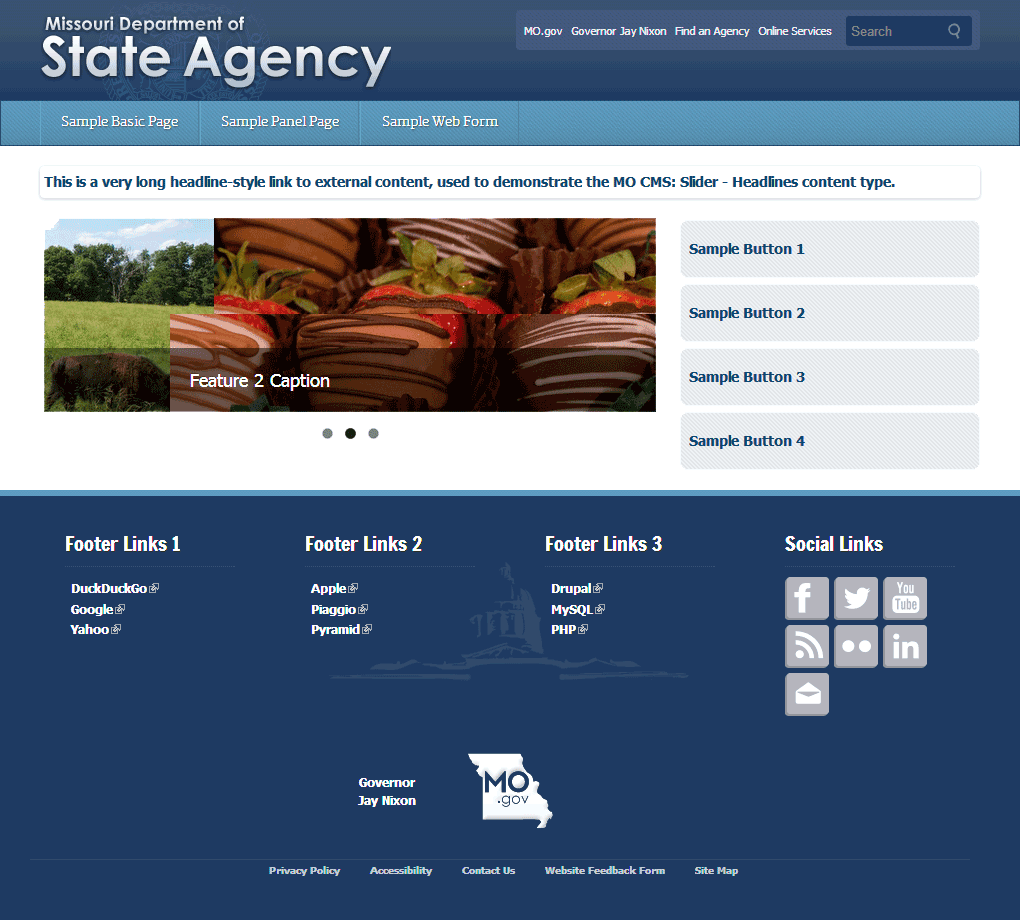 Missouri Department of
State Agency
MO.gov Governor Jay Nixon Find an Agency Online Services Search
Sample Basic Page Sample Panel Page Sample Web Form
This is a very long headline-style link to external content, used to demonstrate the MO CMS: Slider - Headlines content type.
Feature 2 Caption
Sample Button 1
Sample Button 2
Sample Button 3
Sample Button 4
Footer Links 1
DuckDuckGo
Google
Yahoo
Footer Links 2
Apple
Piaggio
Pyramid
Footer Links 3
Drupal
MySQL
PHP
Social Links
f
You
Tube
in
Governor
Jay Nixon
MO
.gov
Privacy Policy Accessibility Contact Us Website Feedback Form Site Map